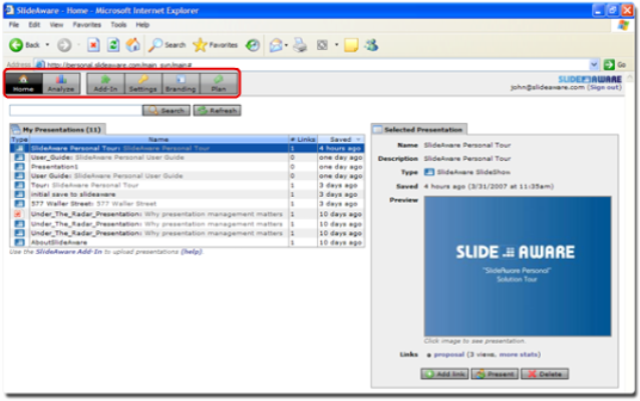 SlideAware - Home - Microsoft Internet Explorer
File Edit View Favorites Tools Help
Back Search Favorites
Address http://personal.slideaware.com/main_syn/main# Go
Home Analyze Add-In Settings Branding Plan
SLIDE AWARE
john@slideaware.com (Sign out)
Search Refresh
My Presentations (11)
Type Name # Links Saved
SlideAware Personal Tour: SlideAware Personal Tour 1 4 hours ago
User_Guide: SlideAware Personal User Guide 0 one day ago
Presentation1 0 one day ago
User Guide: SlideAware Personal User Guide 0 one day ago
Tour: SlideAware Personal Tour 1 3 days ago
initial save to slideaware 1 3 days ago
577 Waller Street: 577 Waller Street 1 3 days ago
Under_The_Radar_Presentation: Why presentation management matters 1 10 days ago
Under_The_Radar_Presentation: Why presentation management matters 1 10 days ago
Under_The_Radar_Presentation: Why presentation management matters 1 10 days ago
AboutSlideAware 1 10 days ago
Use the SlideAware Add-In to upload presentations (help).
Selected Presentation
Name SlideAware Personal Tour
Description SlideAware Personal Tour
Type SlideAware SlideShow
Saved 4 hours ago (3/31/2007 at 11:35am)
Preview
SLIDE AWARE
"SlideAware Personal"
Solution Tour
Click image to see presentation.
Links proposal (3 views, more stats)
Add link Present Delete